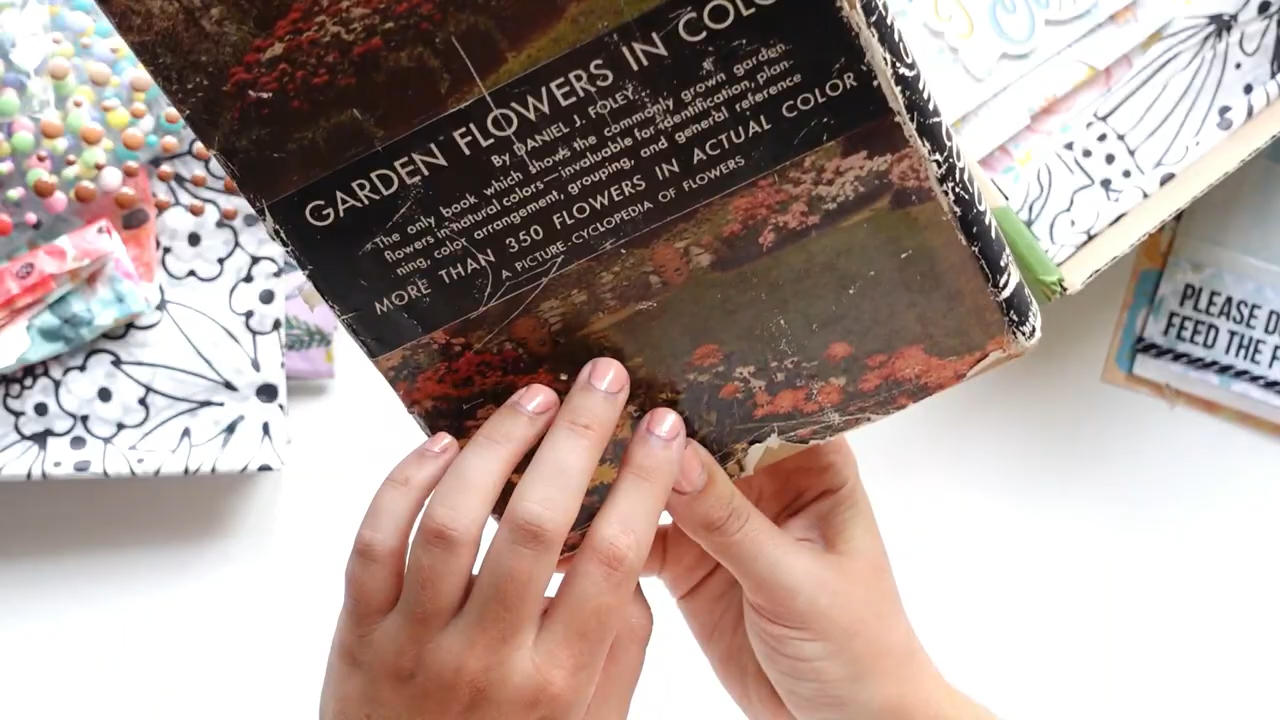 GARDEN FLOWERS IN COLO
By DANIEL J. FOLEY
The only book which shows the commonly grown garden
flowers in natural colors—invaluable for identification, plan-
ning, color arrangement, grouping, and general reference
MORE THAN 350 FLOWERS IN ACTUAL COLOR
A PICTURE-CYCLOPEDIA OF FLOWERS
PLEASE D
FEED THE F